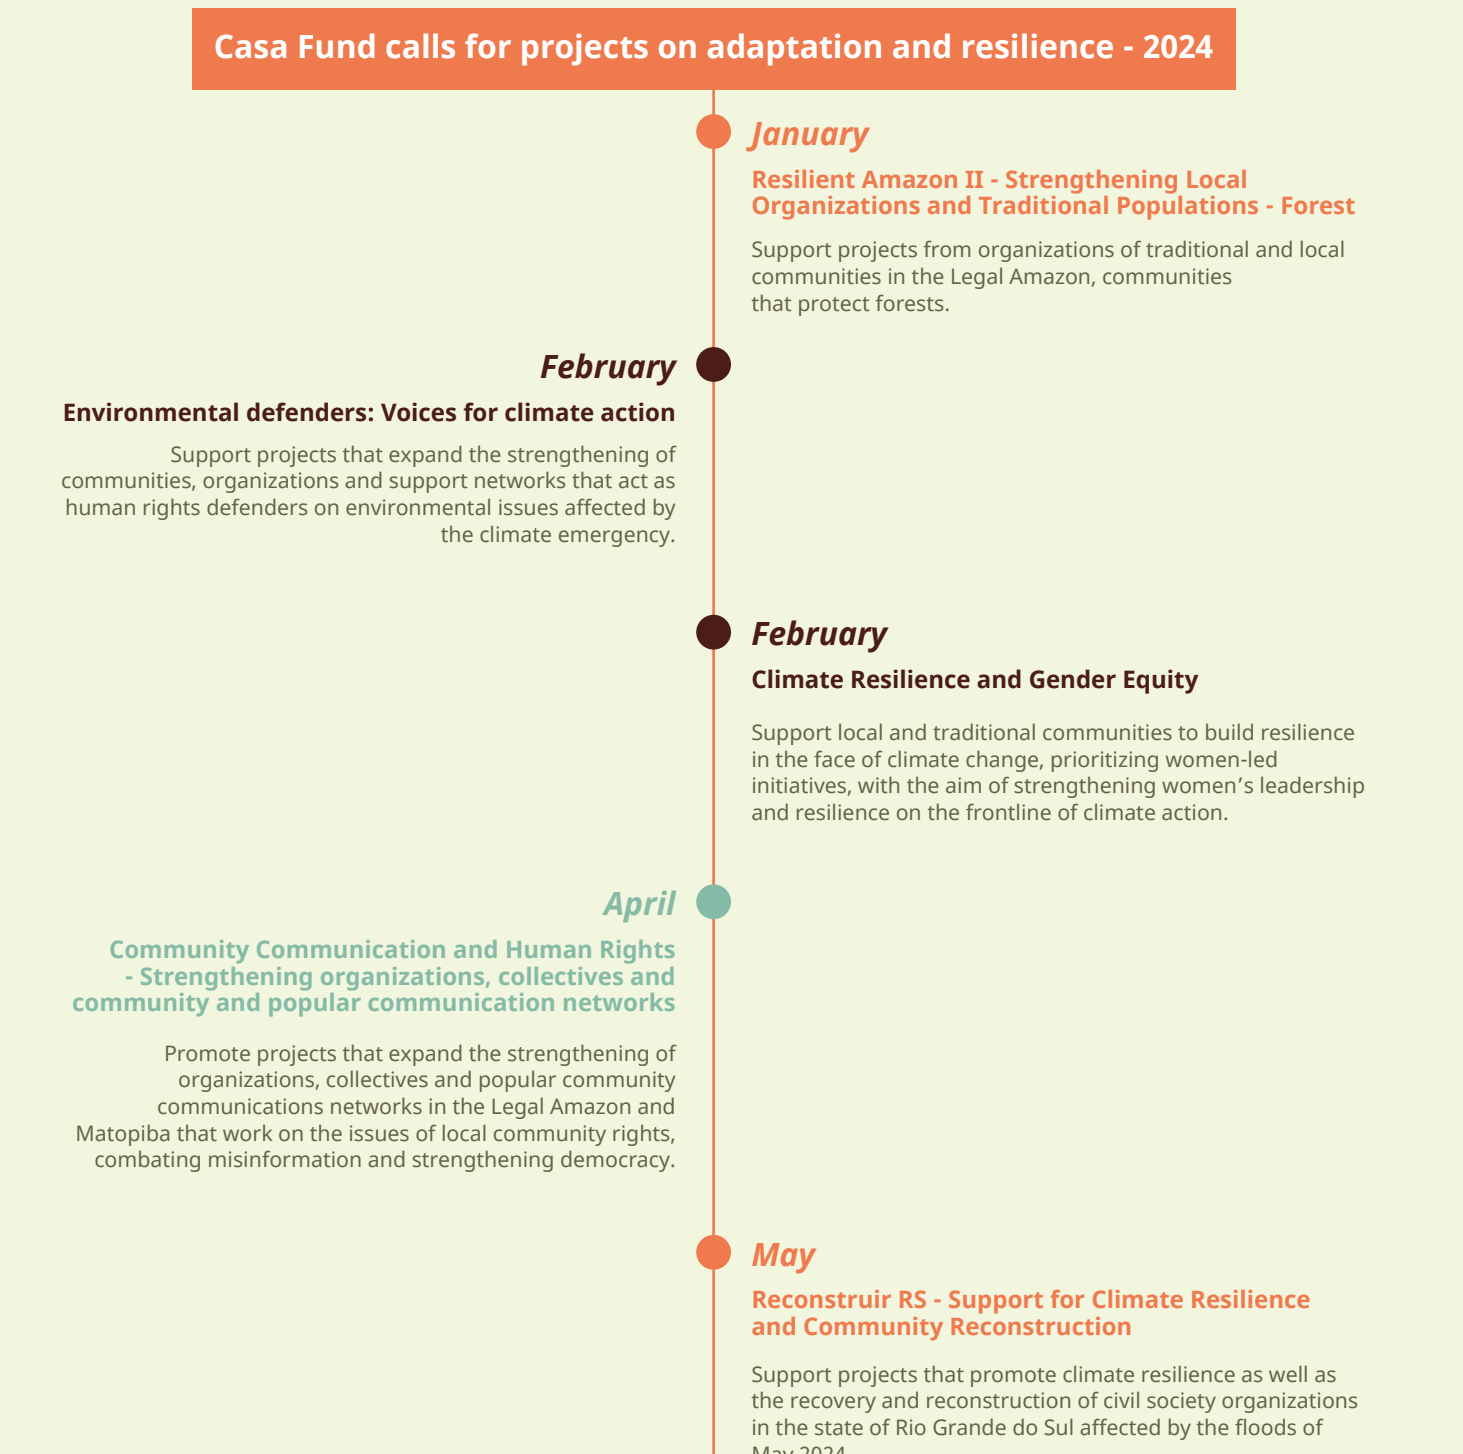 Casa Fund calls for projects on adaptation and resilience - 2024
January
Resilient Amazon II - Strengthening Local
Organizations and Traditional Populations - Forest
Support projects from organizations of traditional and local
communities in the Legal Amazon, communities
that protect forests.
February
Environmental defenders: Voices for climate action
Support projects that expand the strengthening of
communities, organizations and support networks that act as
human rights defenders on environmental issues affected by
the climate emergency.
February
Climate Resilience and Gender Equity
Support local and traditional communities to build resilience
in the face of climate change, prioritizing women-led
initiatives, with the aim of strengthening women’s leadership
and resilience on the frontline of climate action.
April
Community Communication and Human Rights
- Strengthening organizations, collectives and
community and popular communication networks
Promote projects that expand the strengthening of
organizations, collectives and popular community
communications networks in the Legal Amazon and
Matopiba that work on the issues of local community rights,
combating misinformation and strengthening democracy.
May
Reconstruir RS - Support for Climate Resilience
and Community Reconstruction
Support projects that promote climate resilience as well as
the recovery and reconstruction of civil society organizations
in the state of Rio Grande do Sul affected by the floods of
May 2024